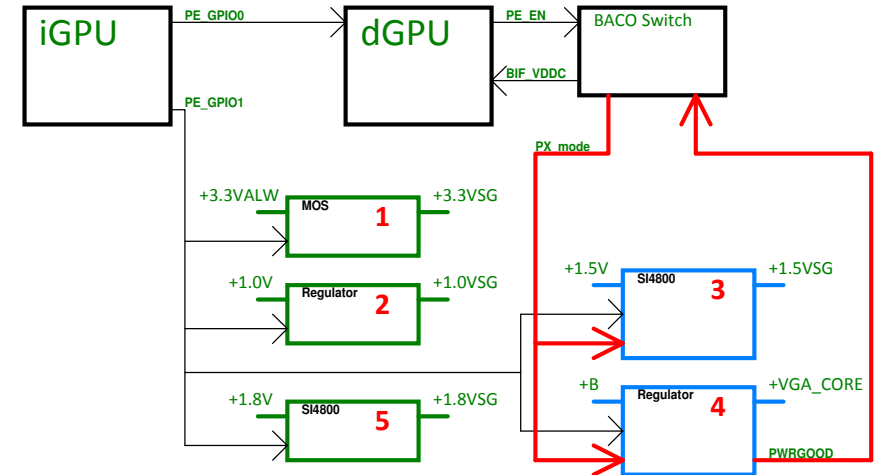 PE_GPIO0
PE_EN
iGPU
dGPU
BACO Switch
BIF_VDDC
PE_GPIO1
PX_mode
+3.3VALW
MOS
1
+3.3VSG
+1.0V
Regulator
2
+1.0VSG
+1.5V
SI4800
3
+1.5VSG
+1.8V
SI4800
5
+1.8VSG
+B
Regulator
4
+VGA_CORE
PWRGOOD